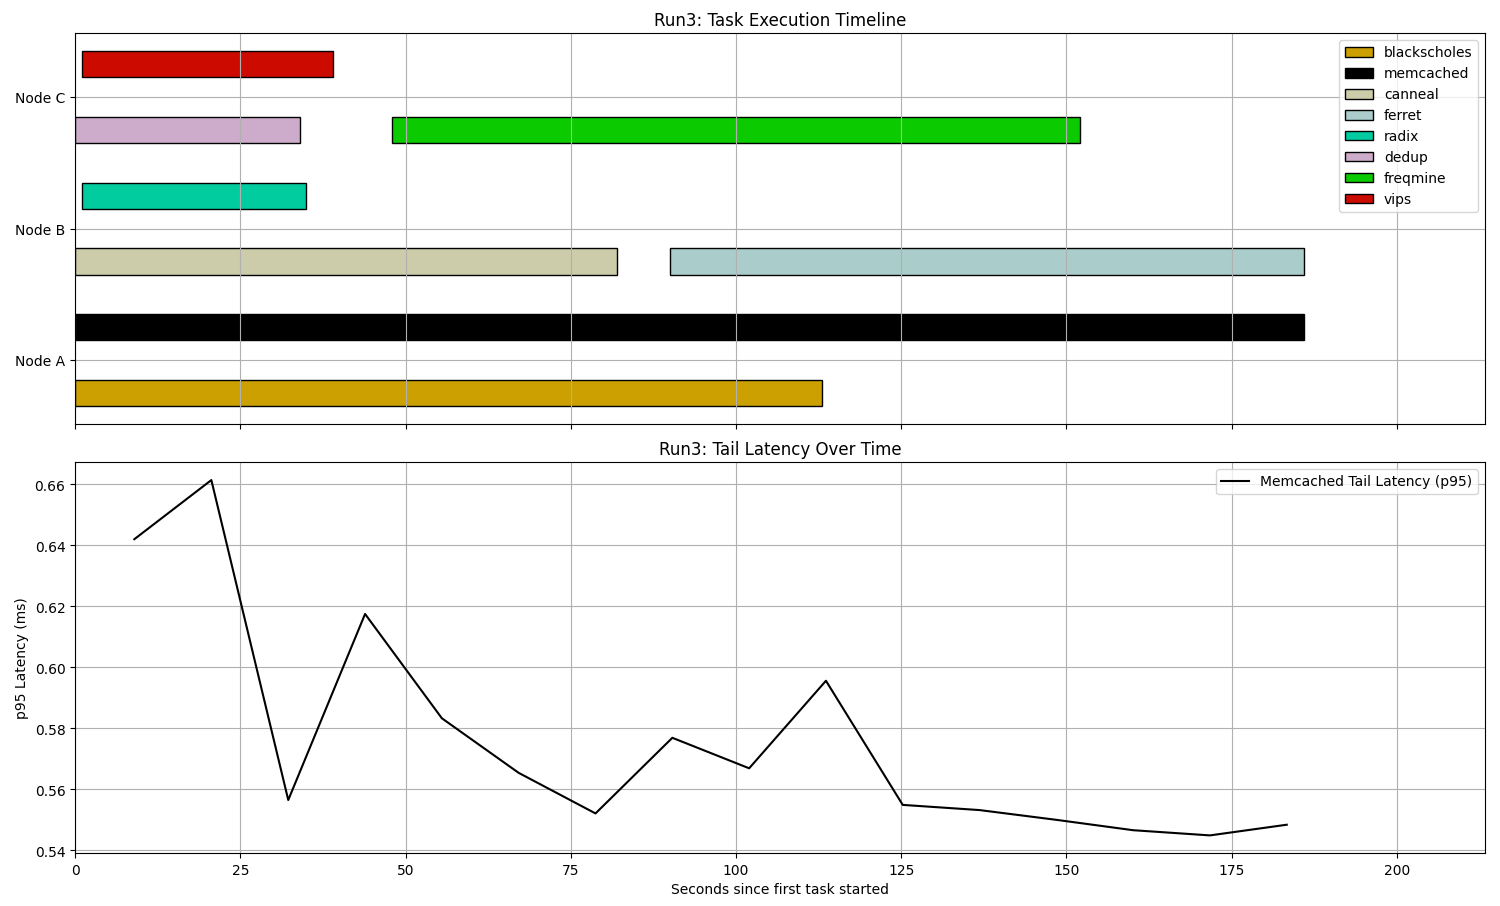 Run3: Task Execution Timeline
Node C
Node B
Node A
blackscholes
memcached
canneal
ferret
radix
dedup
freqmine
vips
Run3: Tail Latency Over Time
Memcached Tail Latency (p95)
p95 Latency (ms)
0.66
0.64
0.62
0.60
0.58
0.56
0.54
0 25 50 75 100 125 150 175 200
Seconds since first task started